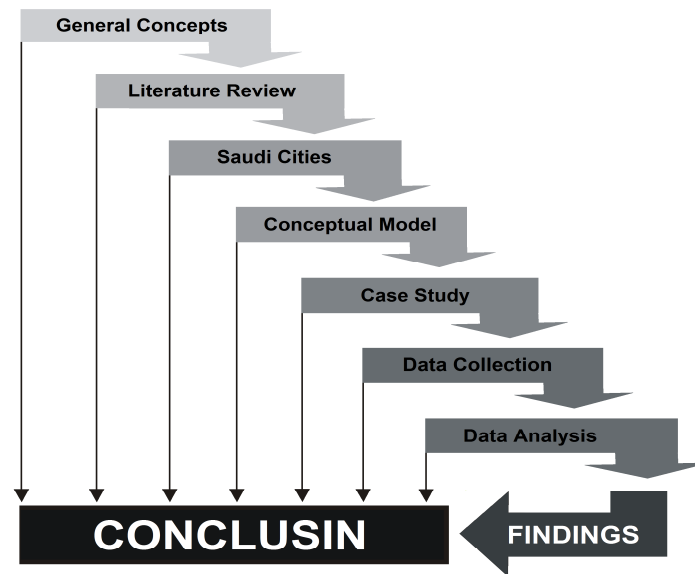 General Concepts
Literature Review
Saudi Cities
Conceptual Model
Case Study
Data Collection
Data Analysis
CONCLUSIN
FINDINGS